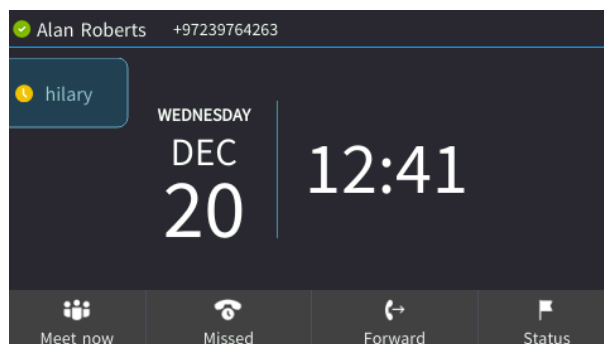 Alan Roberts +97239764263
hilary
WEDNESDAY
DEC
20
12:41
Meet now Missed Forward Status